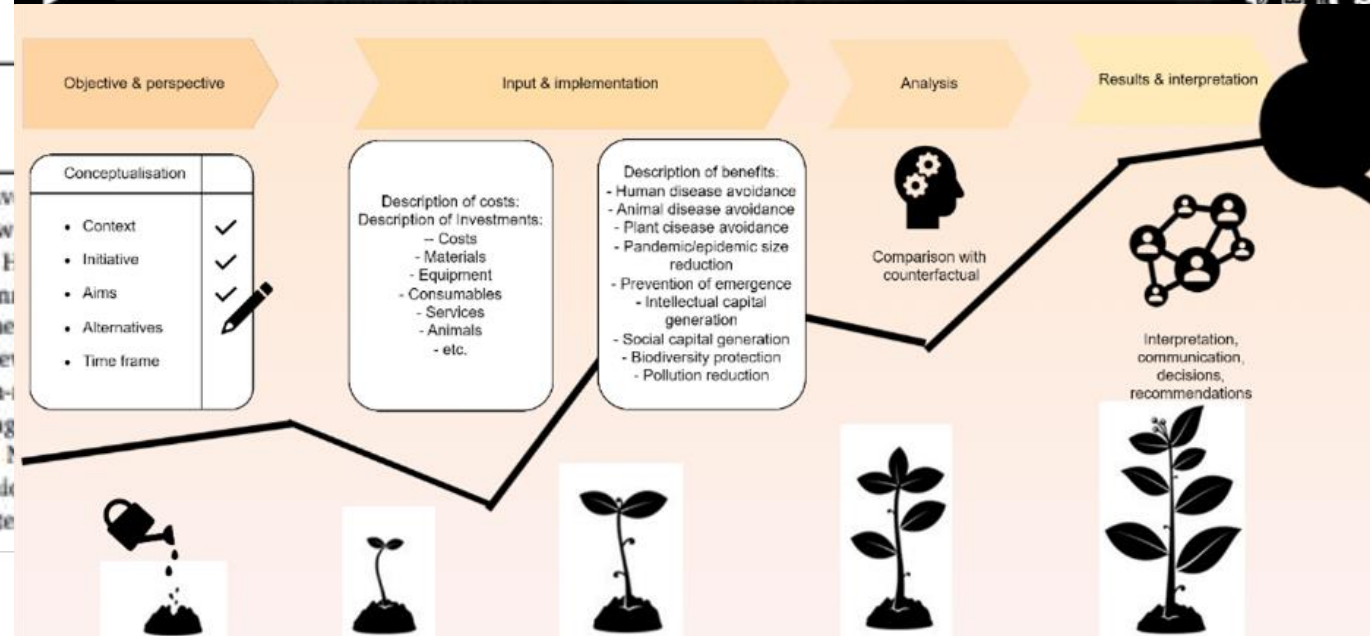 Objective & perspective
Input & implementation
Analysis
Results & interpretation
Conceptualisation
• Context
• Initiative
• Aims
• Alternatives
• Time frame
Description of costs:
Description of Investments:
-- Costs
- Materials
- Equipment
- Consumables
- Services
- Animals
- etc.
Description of benefits:
- Human disease avoidance
- Animal disease avoidance
- Plant disease avoidance
- Pandemic/epidemic size
reduction
- Prevention of emergence
- Intellectual capital
generation
- Social capital generation
- Biodiversity protection
- Pollution reduction
Comparison with
counterfactual
Interpretation,
communication,
decisions,
recommendations